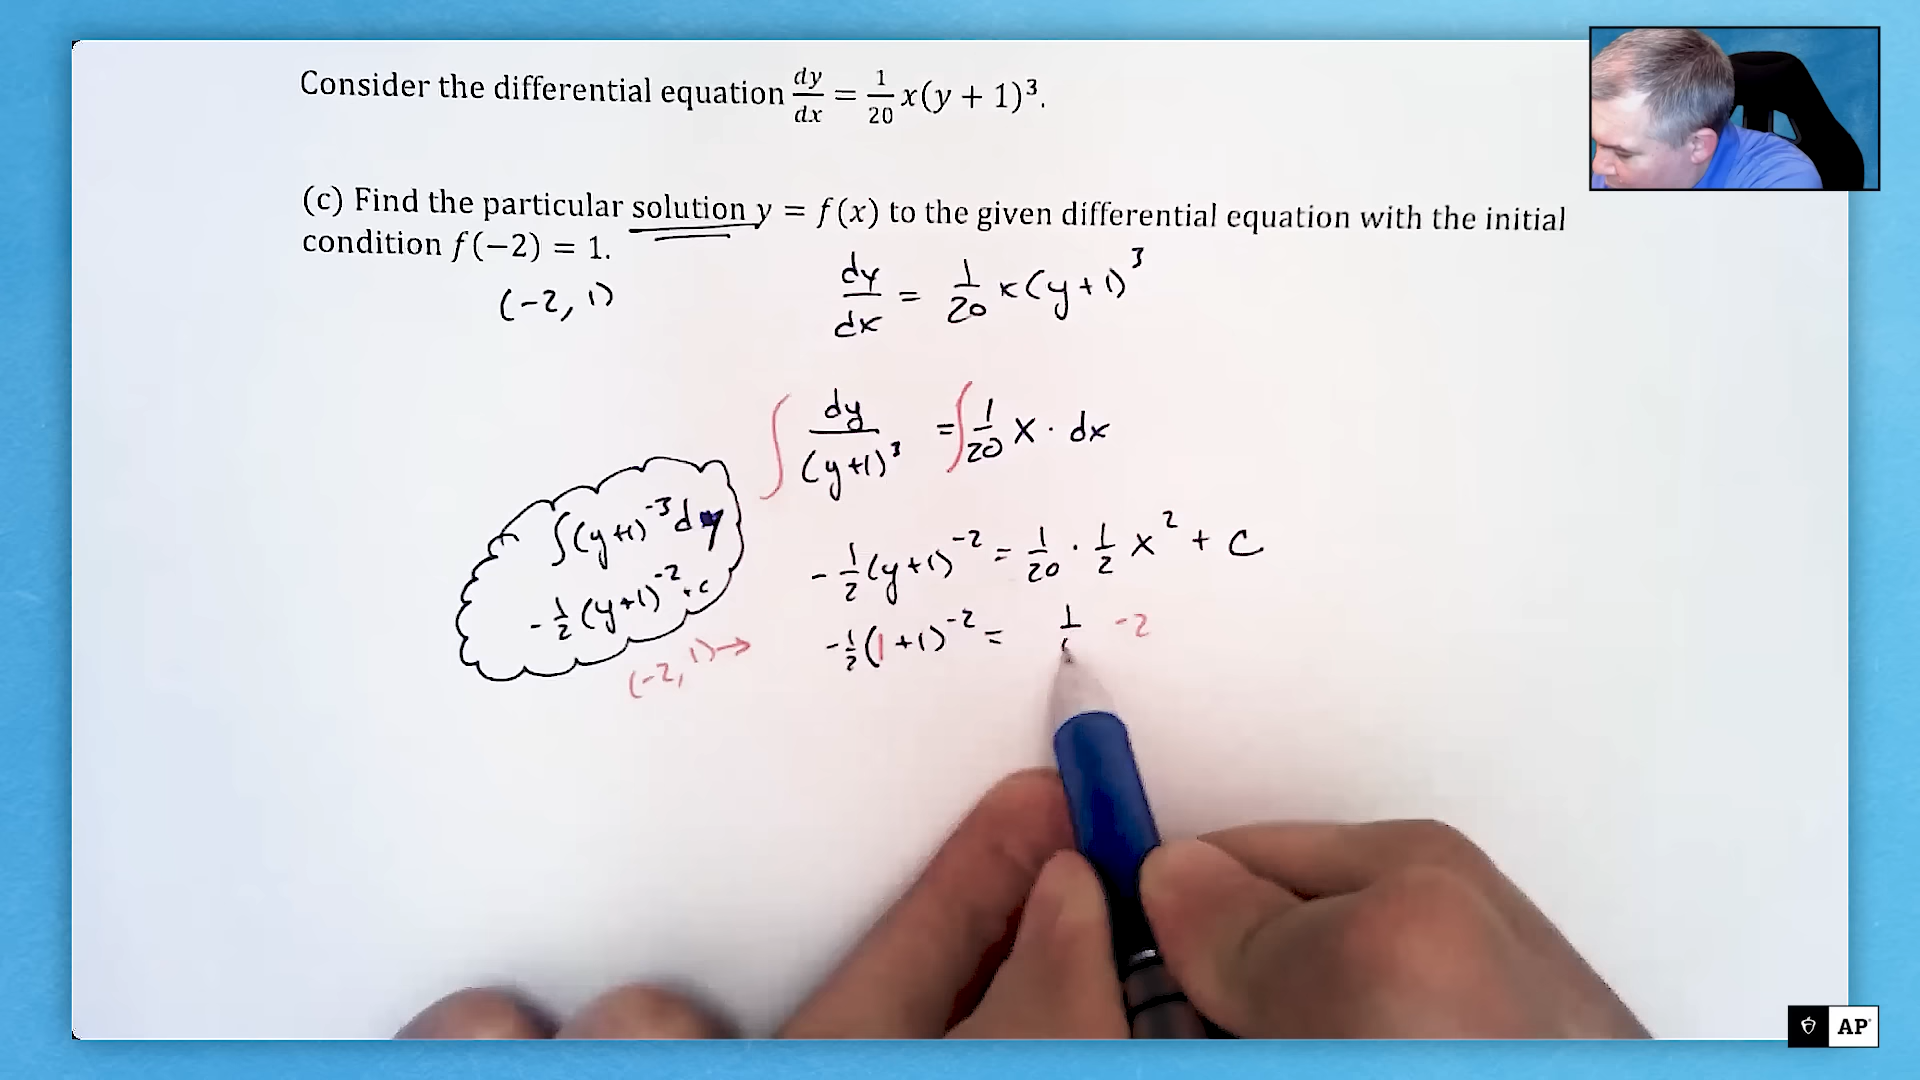 Consider the differential equation dy/dx = 1/20 x(y + 1)³.
(c) Find the particular solution y = f(x) to the given differential equation with the initial
condition f(−2) = 1.
(-2, 1)
dy/dx = 1/20 x(y+1)³
∫ dy/(y+1)³ = ∫ 1/20 x · dx
∫(y+1)⁻³ dy
-1/2 (y+1)⁻² + c
-1/2 (y+1)⁻² = 1/20 · 1/2 x² + C
(-2, 1) →
-1/2 (1+1)⁻² = 1 -2
AP